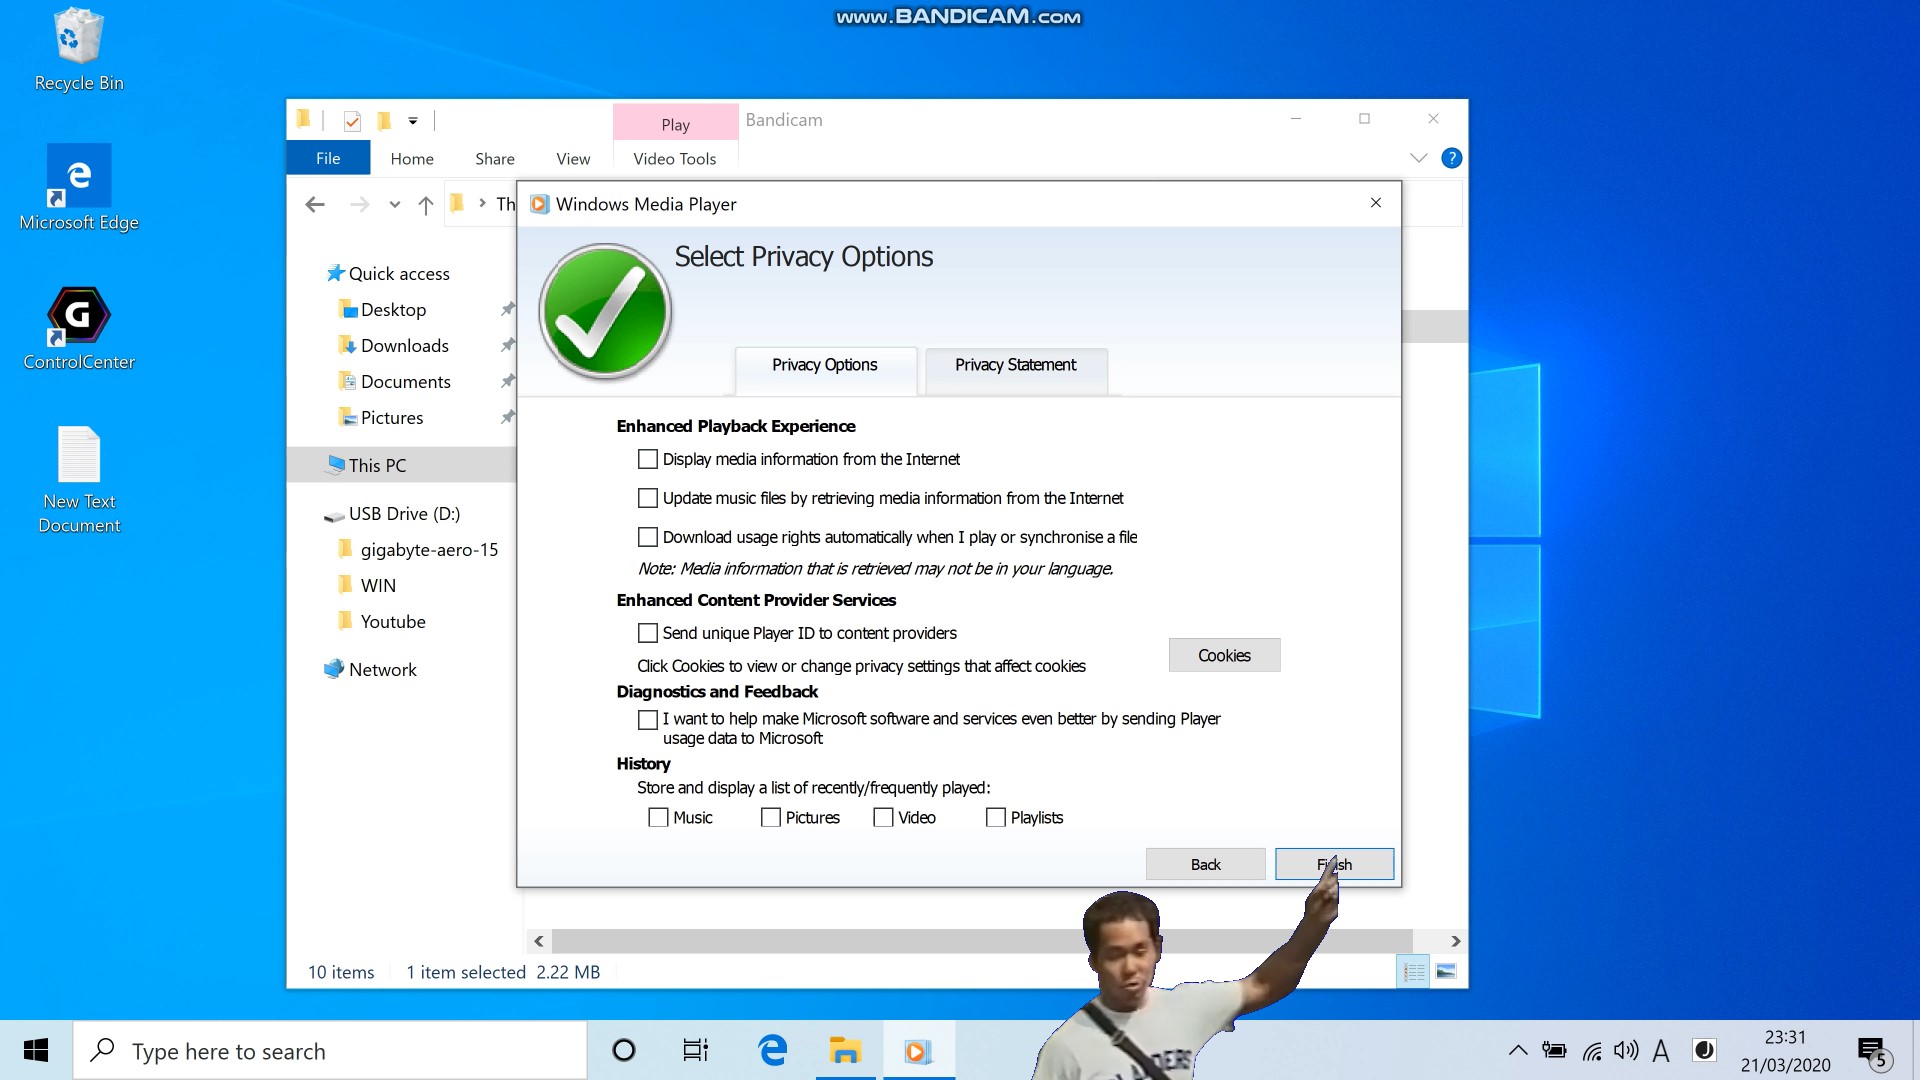 www.BANDICAM.com
Recycle Bin
Microsoft Edge
G
ControlCenter
New Text
Document
Play
Bandicam
File
Home
Share
View
Video Tools
?
Th
Quick access
Desktop
Downloads
Documents
Pictures
This PC
USB Drive (D:)
gigabyte-aero-15
WIN
Youtube
Network
10 items
1 item selected 2.22 MB
Windows Media Player
Select Privacy Options
Privacy Options
Privacy Statement
Enhanced Playback Experience
Display media information from the Internet
Update music files by retrieving media information from the Internet
Download usage rights automatically when I play or synchronise a file
Note: Media information that is retrieved may not be in your language.
Enhanced Content Provider Services
Send unique Player ID to content providers
Click Cookies to view or change privacy settings that affect cookies
Cookies
Diagnostics and Feedback
I want to help make Microsoft software and services even better by sending Player
usage data to Microsoft
History
Store and display a list of recently/frequently played:
Music
Pictures
Video
Playlists
Back
Finish
Type here to search
A
23:31
21/03/2020
5